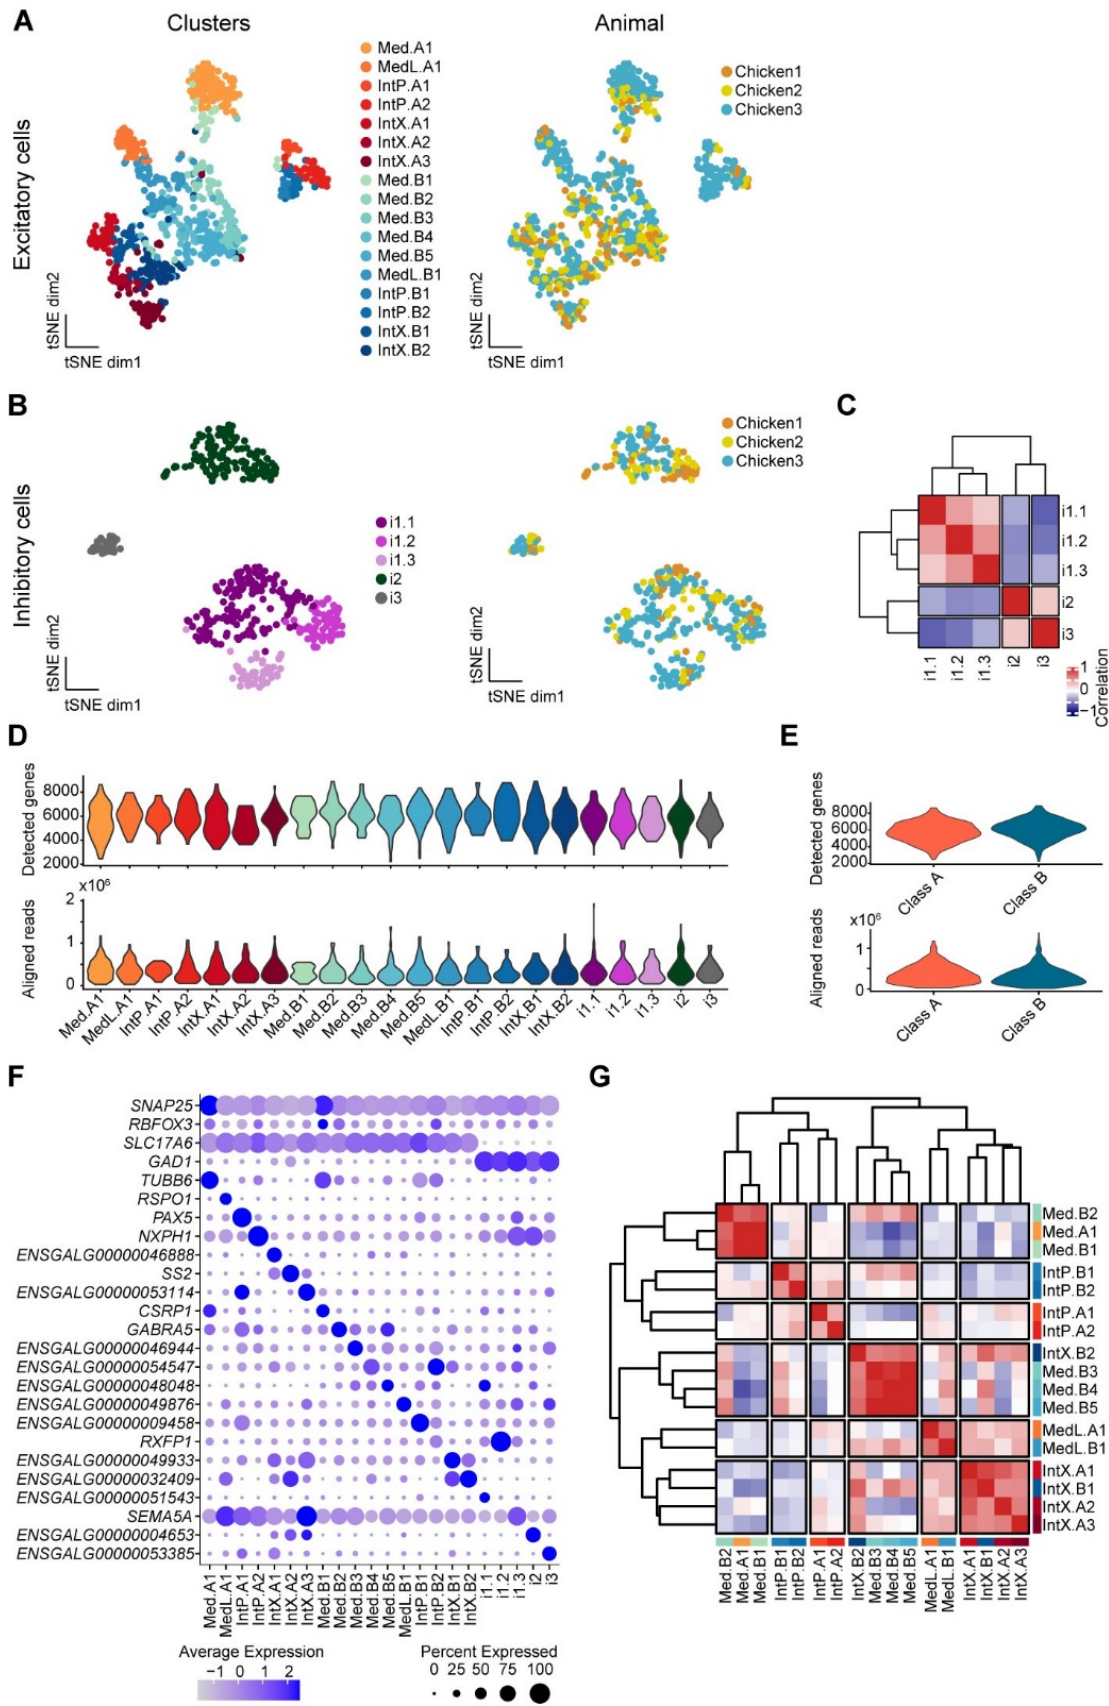 A
Clusters
Animal
Excitatory cells
Med.A1
MedL.A1
IntP.A1
IntP.A2
IntX.A1
IntX.A2
IntX.A3
Med.B1
Med.B2
Med.B3
Med.B4
Med.B5
MedL.B1
IntP.B1
IntP.B2
IntX.B1
IntX.B2
Chicken1
Chicken2
Chicken3
tSNE dim2
tSNE dim1
tSNE dim2
tSNE dim1
B
Inhibitory cells
i1.1
i1.2
i1.3
i2
i3
Chicken1
Chicken2
Chicken3
tSNE dim2
tSNE dim1
tSNE dim2
tSNE dim1
C
i1.1
i1.2
i1.3
i2
i3
i1.1
i1.2
i1.3
i2
i3
1
0
−1
Correlation
D
Detected genes
8000
6000
4000
2000
x10⁶
Aligned reads
2
1
0
Med.A1
MedL.A1
IntP.A1
IntP.A2
IntX.A1
IntX.A2
IntX.A3
Med.B1
Med.B2
Med.B3
Med.B4
Med.B5
MedL.B1
IntP.B1
IntP.B2
IntX.B1
IntX.B2
i1.1
i1.2
i1.3
i2
i3
E
Detected genes
8000
6000
4000
2000
Class A
Class B
x10⁶
Aligned reads
1
0
Class A
Class B
F
SNAP25
RBFOX3
SLC17A6
GAD1
TUBB6
RSPO1
PAX5
NXPH1
ENSGALG00000046888
SS2
ENSGALG00000053114
CSRP1
GABRA5
ENSGALG00000046944
ENSGALG00000054547
ENSGALG00000048048
ENSGALG00000049876
ENSGALG00000009458
RXFP1
ENSGALG00000049933
ENSGALG00000032409
ENSGALG00000051543
SEMA5A
ENSGALG00000004653
ENSGALG00000053385
Med.A1
MedL.A1
IntP.A1
IntP.A2
IntX.A1
IntX.A2
IntX.A3
Med.B1
Med.B2
Med.B3
Med.B4
Med.B5
MedL.B1
IntP.B1
IntP.B2
IntX.B1
IntX.B2
i1.1
i1.2
i1.3
i2
i3
Average Expression
−1 0 1 2
Percent Expressed
0 25 50 75 100
G
Med.B2
Med.A1
Med.B1
IntP.B1
IntP.B2
IntP.A1
IntP.A2
IntX.B2
Med.B3
Med.B4
Med.B5
MedL.A1
MedL.B1
IntX.A1
IntX.B1
IntX.A2
IntX.A3
Med.B2
Med.A1
Med.B1
IntP.B1
IntP.B2
IntP.A1
IntP.A2
IntX.B2
Med.B3
Med.B4
Med.B5
MedL.A1
MedL.B1
IntX.A1
IntX.B1
IntX.A2
IntX.A3